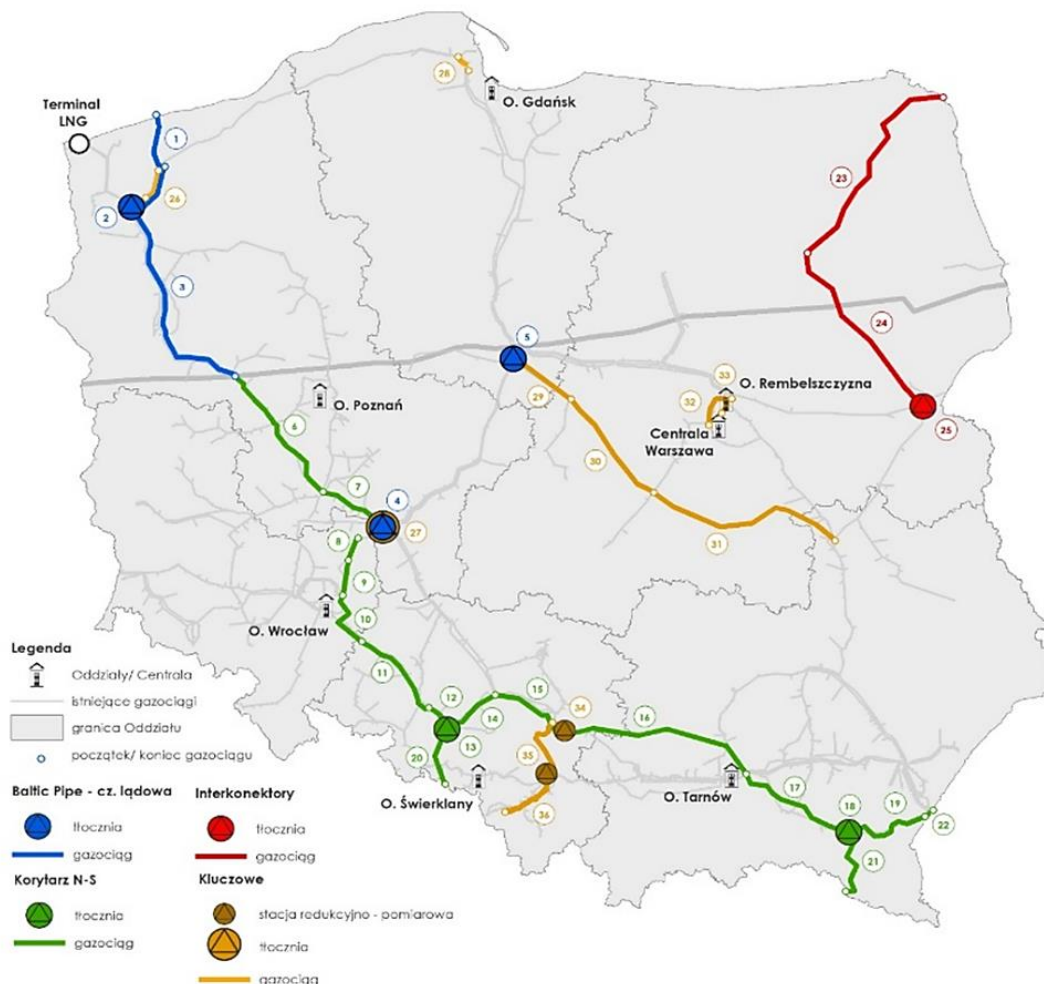 28
O. Gdańsk
Terminal
LNG
1
23
26
2
3
24
5
33
O. Rembelszczyzna
29
32
O. Poznań
25
6
Centrala
Warszawa
30
7
4
31
27
8
9
10
O. Wrocław
11
12
15
34
16
14
13
20
35
O. Świerklany
O. Tarnów
17
18
19
22
36
21
Legenda
Oddziały/ Centrala
istniejące gazociągi
granica Oddziału
początek/ koniec gazociągu
Baltic Pipe - cz. lądowa
tłocznia
gazociąg
Interkonektory
tłocznia
gazociąg
Korytarz N-S
tłocznia
gazociąg
Kluczowe
stacja redukcyjno - pomiarowa
tłocznia
gazociąg